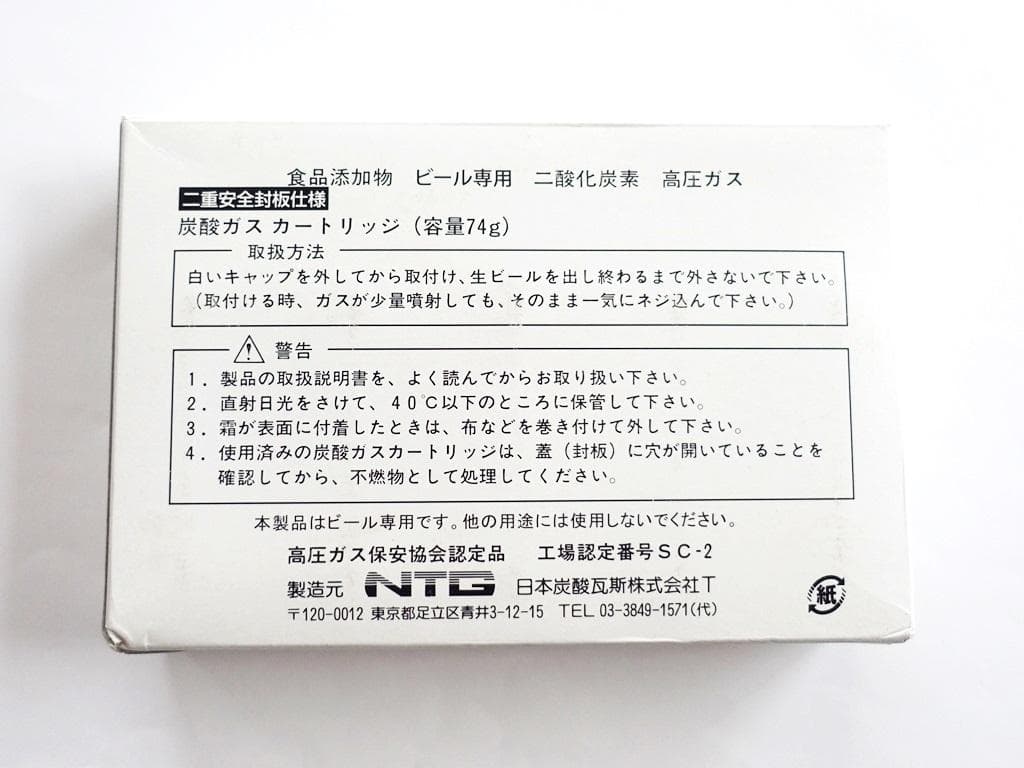 食品添加物 ビール専用 二酸化炭素 高圧ガス
二重安全封板仕様
炭酸ガス カートリッジ（容量74g）
取扱方法
白いキャップを外してから取付け、生ビールを出し終わるまで外さないで下さい。
（取付ける時、ガスが少量噴射しても、そのまま一気にネジ込んで下さい。）
警告
1．製品の取扱説明書を、よく読んでからお取り扱い下さい。
2．直射日光をさけて、40℃以下のところに保管して下さい。
3．霜が表面に付着したときは、布などを巻き付けて外して下さい。
4．使用済みの炭酸ガスカートリッジは、蓋（封板）に穴が開いていることを
確認してから、不燃物として処理してください。
本製品はビール専用です。他の用途には使用しないでください。
高圧ガス保安協会認定品 工場認定番号SC-2
製造元 NTG 日本炭酸瓦斯株式会社T
〒120-0012 東京都足立区青井3-12-15 TEL 03-3849-1571(代)
紙